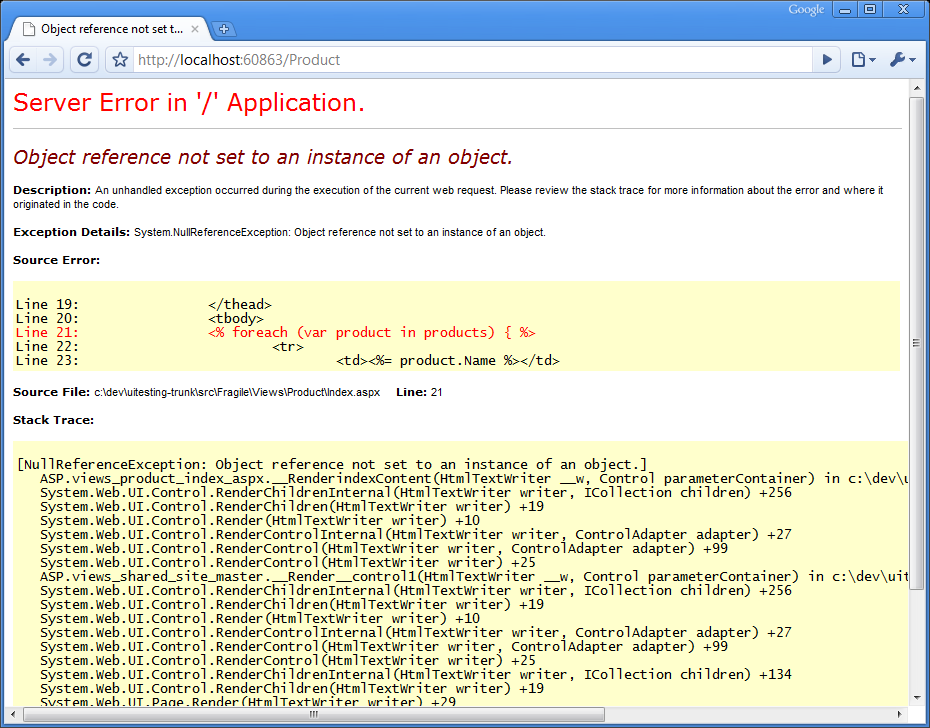 Google
Object reference not set t...
http://localhost:60863/Product
Server Error in '/' Application.
Object reference not set to an instance of an object.
Description: An unhandled exception occurred during the execution of the current web request. Please review the stack trace for more information about the error and where it
originated in the code.
Exception Details: System.NullReferenceException: Object reference not set to an instance of an object.
Source Error:
Line 19:                </thead>
Line 20:                <tbody>
Line 21:                <% foreach (var product in products) { %>
Line 22:                        <tr>
Line 23:                                <td><%= product.Name %></td>
Source File: c:\dev\uitesting-trunk\src\Fragile\Views\Product\Index.aspx    Line: 21
Stack Trace:
[NullReferenceException: Object reference not set to an instance of an object.]
   ASP.views_product_index_aspx.__RenderindexContent(HtmlTextWriter __w, Control parameterContainer) in c:\dev\u
   System.Web.UI.Control.RenderChildrenInternal(HtmlTextWriter writer, ICollection children) +256
   System.Web.UI.Control.RenderChildren(HtmlTextWriter writer) +19
   System.Web.UI.Control.Render(HtmlTextWriter writer) +10
   System.Web.UI.Control.RenderControlInternal(HtmlTextWriter writer, ControlAdapter adapter) +27
   System.Web.UI.Control.RenderControl(HtmlTextWriter writer, ControlAdapter adapter) +99
   System.Web.UI.Control.RenderControl(HtmlTextWriter writer) +25
   ASP.views_shared_site_master.__Render__control1(HtmlTextWriter __w, Control parameterContainer) in c:\dev\uit
   System.Web.UI.Control.RenderChildrenInternal(HtmlTextWriter writer, ICollection children) +256
   System.Web.UI.Control.RenderChildren(HtmlTextWriter writer) +19
   System.Web.UI.Control.Render(HtmlTextWriter writer) +10
   System.Web.UI.Control.RenderControlInternal(HtmlTextWriter writer, ControlAdapter adapter) +27
   System.Web.UI.Control.RenderControl(HtmlTextWriter writer, ControlAdapter adapter) +99
   System.Web.UI.Control.RenderControl(HtmlTextWriter writer) +25
   System.Web.UI.Control.RenderChildrenInternal(HtmlTextWriter writer, ICollection children) +134
   System.Web.UI.Control.RenderChildren(HtmlTextWriter writer) +19
   System.Web.UI.Page.Render(HtmlTextWriter writer) +29